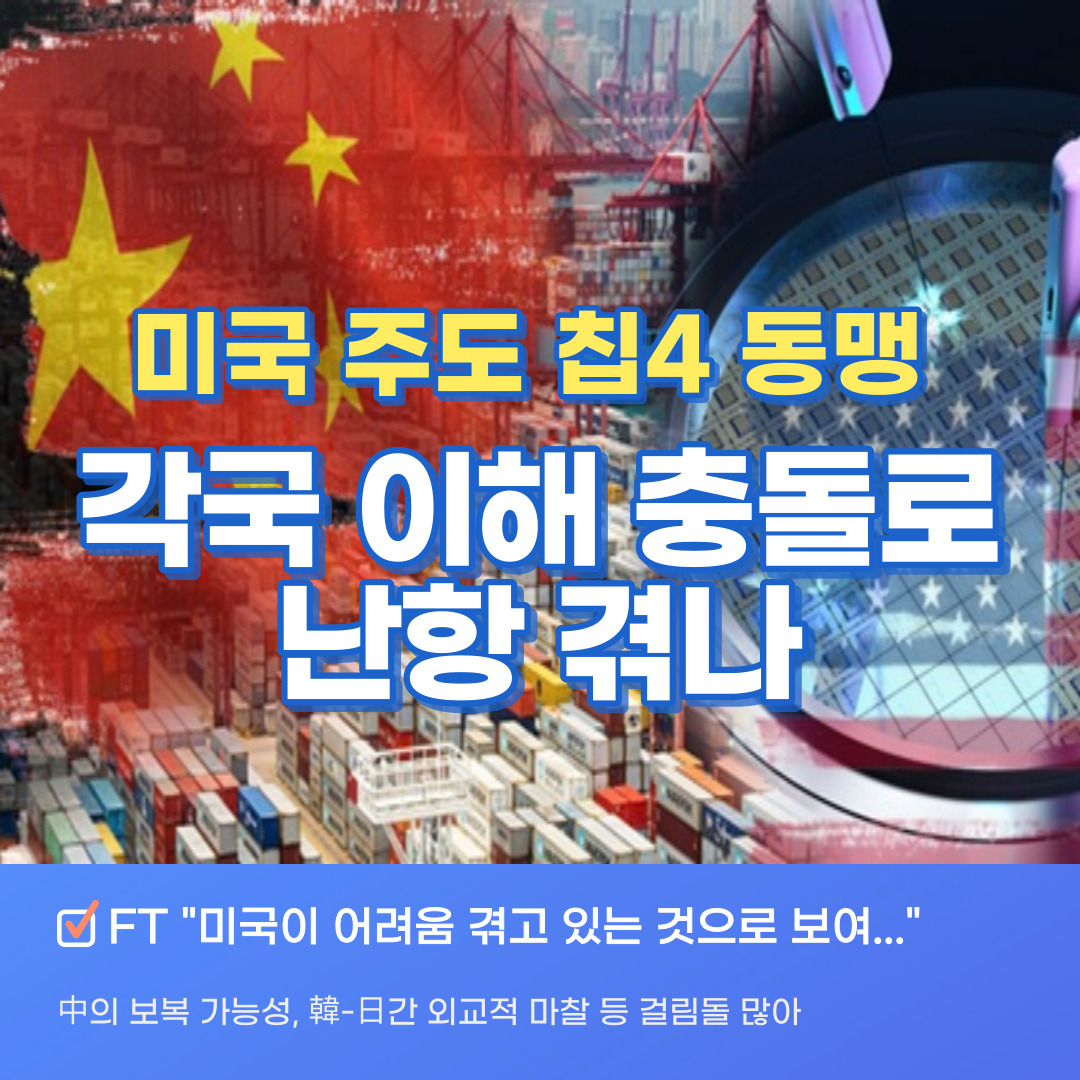 미국 주도 칩4 동맹
각국 이해 충돌로
난항 겪나
FT "미국이 어려움 겪고 있는 것으로 보여..."
中의 보복 가능성, 韓-日간 외교적 마찰 등 걸림돌 많아